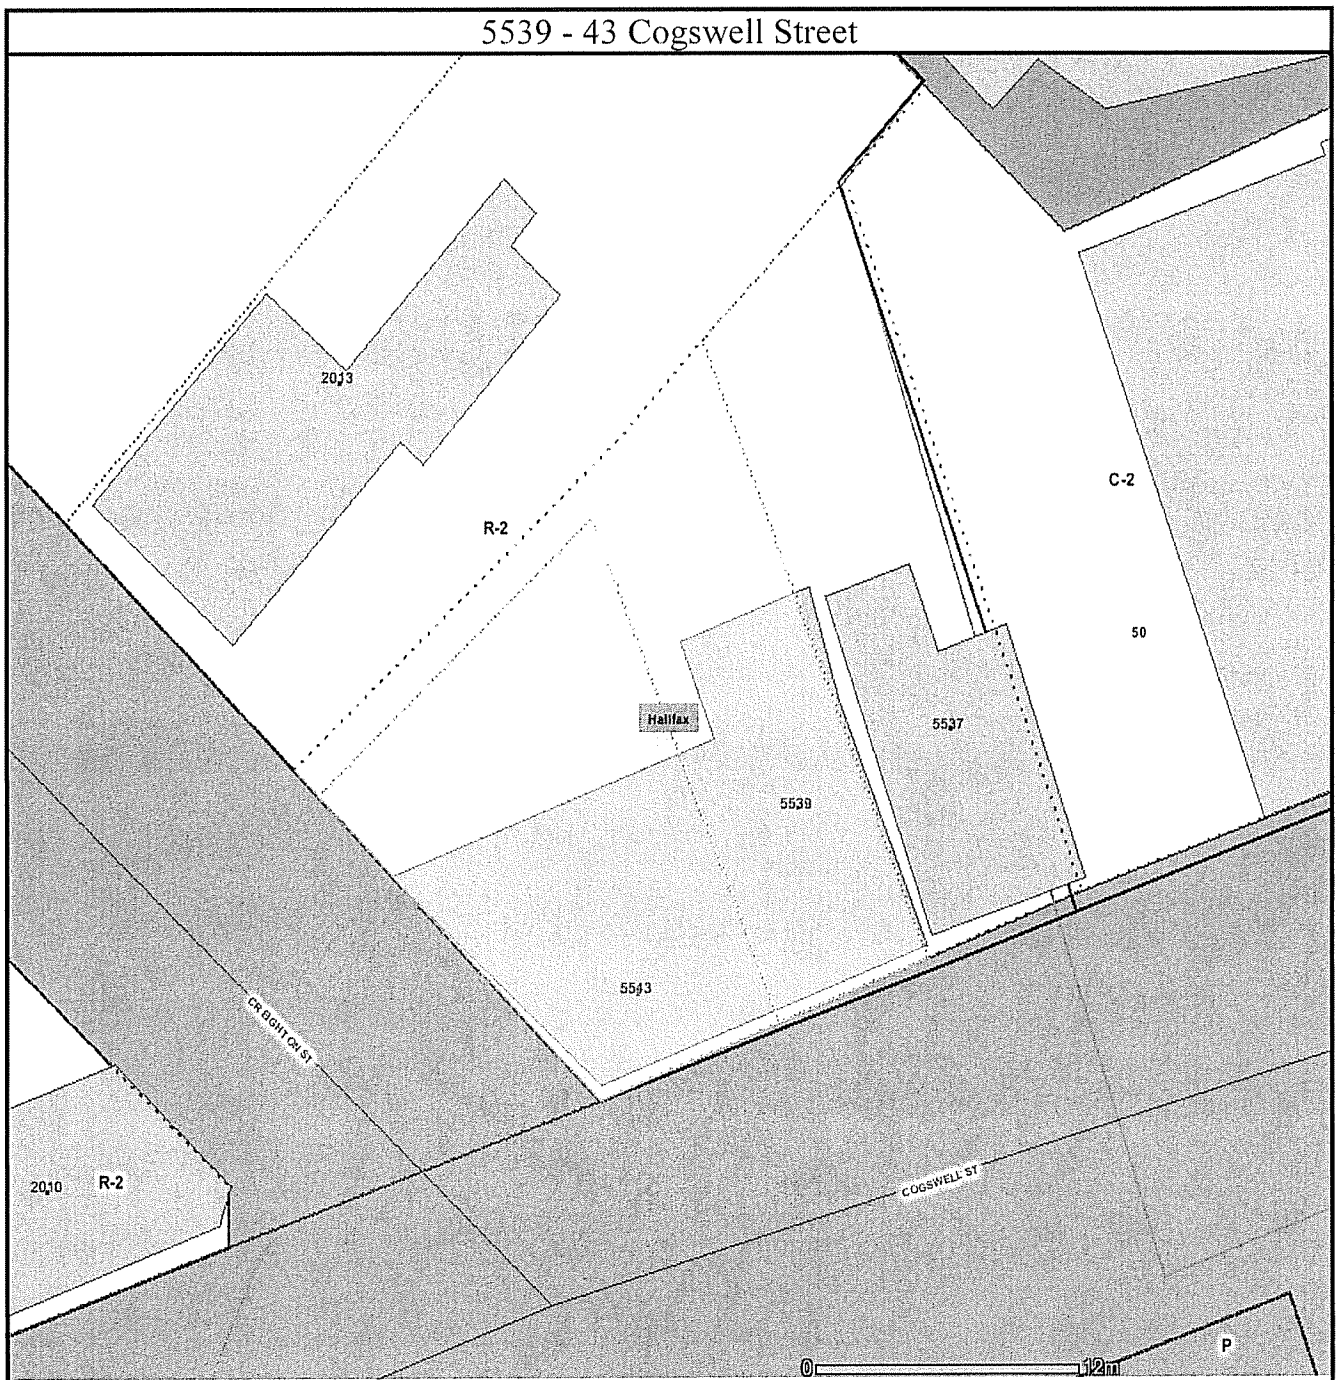 5539 - 43 Cogswell Street
2013
C-2
R-2
50
Halifax
5537
5539
5543
CREIGHTON ST
2010
R-2
COGSWELL ST
P
0
12m